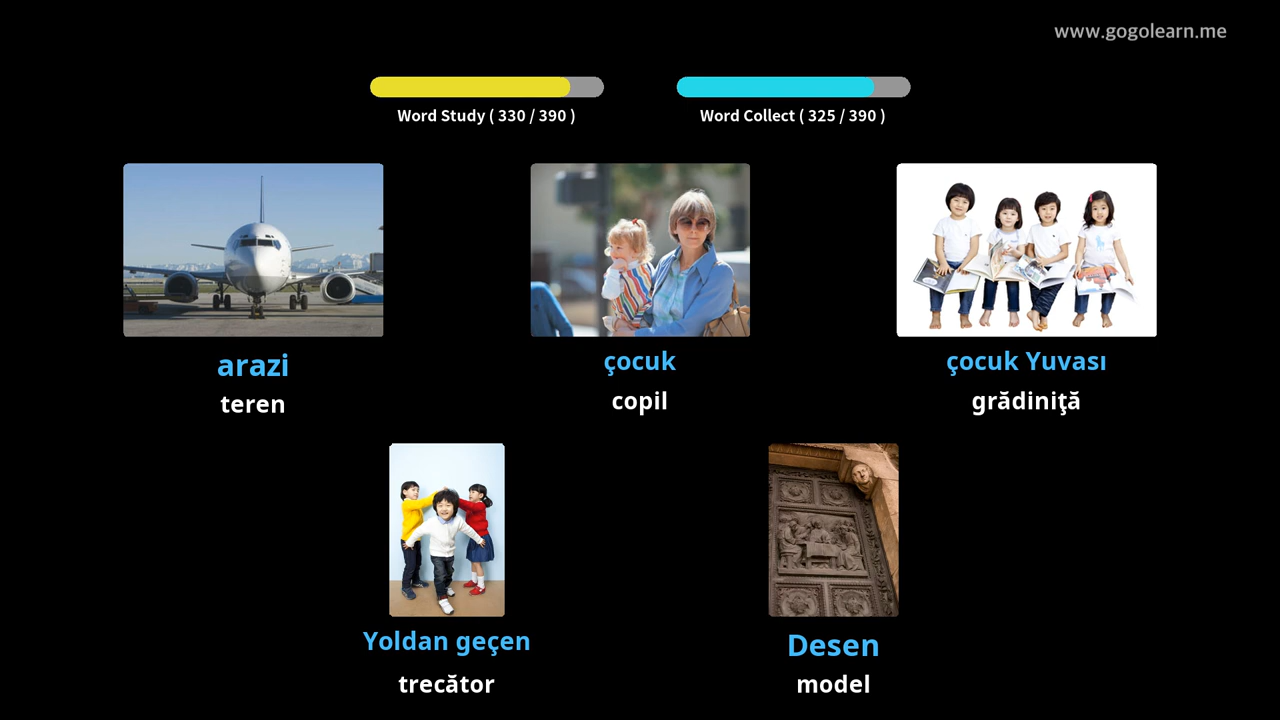 www.gogolearn.me
Word Study ( 330 / 390 )
Word Collect ( 325 / 390 )
arazi
teren
çocuk
copil
çocuk Yuvası
grădiniţă
Yoldan geçen
trecător
Desen
model